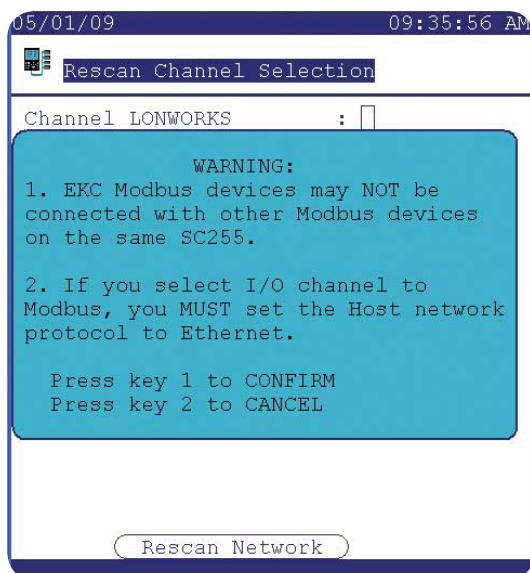 05/01/09 09:35:56 AM
Rescan Channel Selection
Channel LONWORKS :
WARNING:
1. EKC Modbus devices may NOT be
connected with other Modbus devices
on the same SC255.
2. If you select I/O channel to
Modbus, you MUST set the Host network
protocol to Ethernet.
Press key 1 to CONFIRM
Press key 2 to CANCEL
Rescan Network